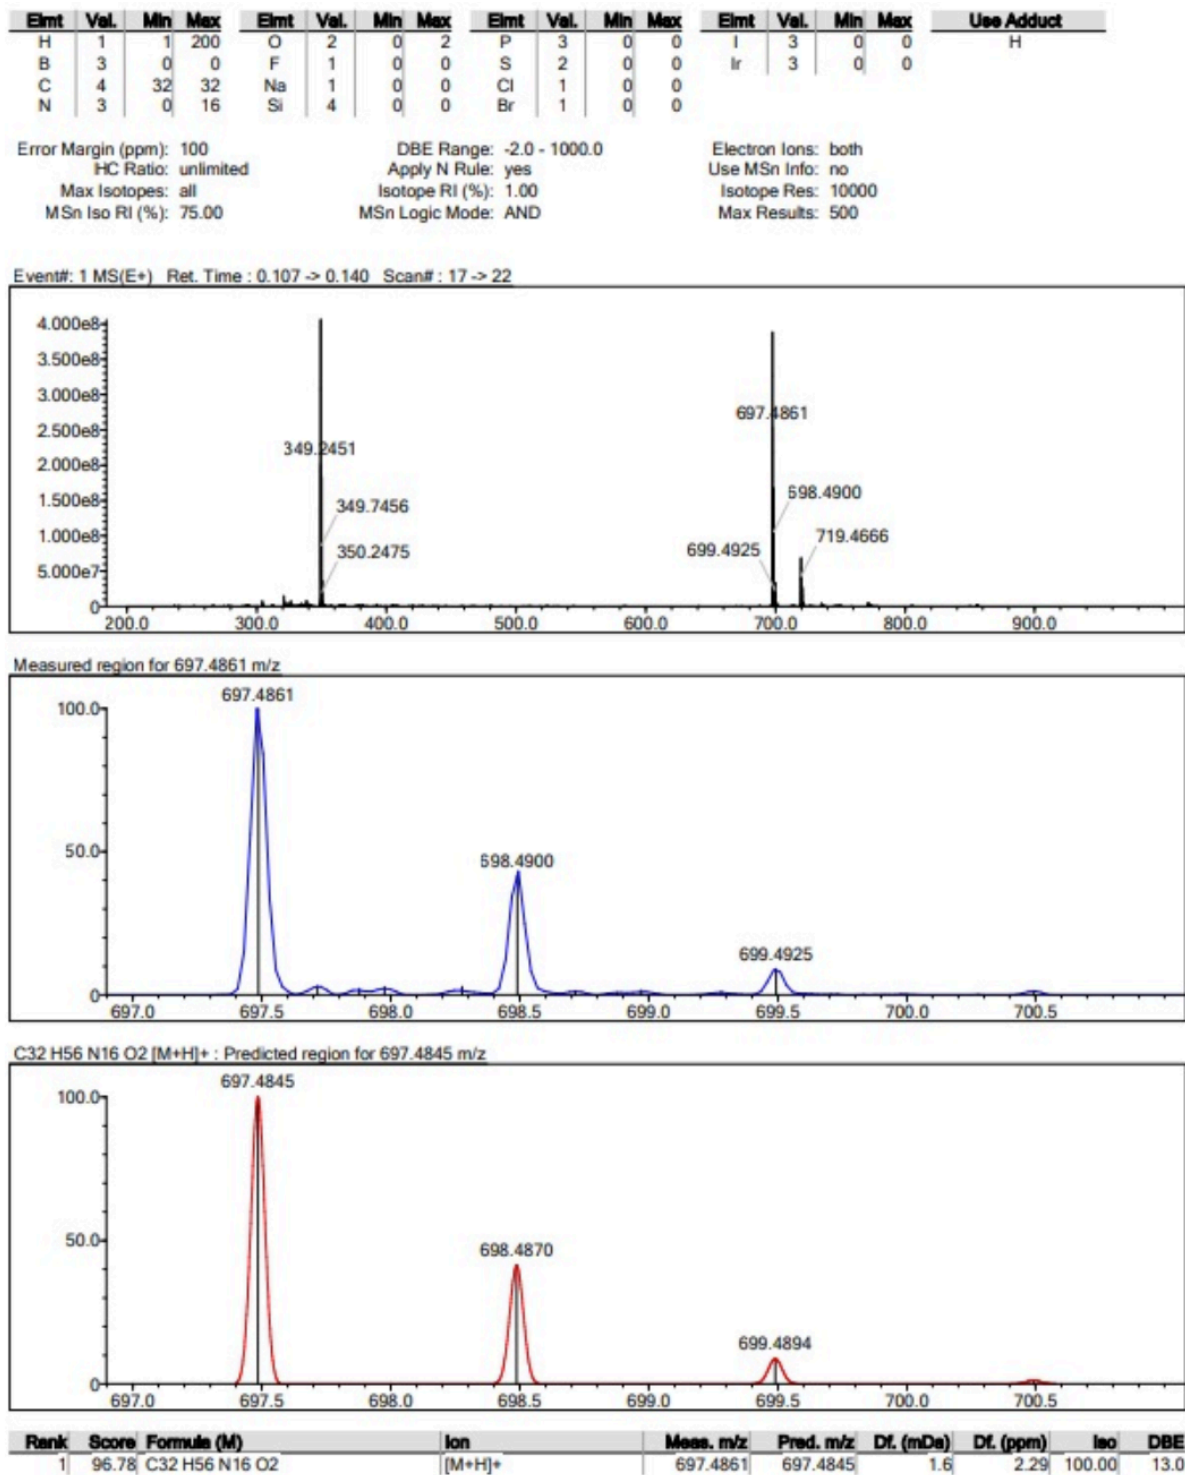 Elmt Val. Min Max Elmt Val. Min Max Elmt Val. Min Max Elmt Val. Min Max Use Adduct
H 1 1 200 O 2 0 2 P 3 0 0 I 3 0 0 H
B 3 0 0 F 1 0 0 S 2 0 0 Ir 3 0 0
C 4 32 32 Na 1 0 0 Cl 1 0 0
N 3 0 16 Si 4 0 0 Br 1 0 0
Error Margin (ppm): 100 DBE Range: -2.0 - 1000.0 Electron Ions: both
HC Ratio: unlimited Apply N Rule: yes Use MSn Info: no
Max Isotopes: all Isotope RI (%): 1.00 Isotope Res: 10000
MSn Iso RI (%): 75.00 MSn Logic Mode: AND Max Results: 500
Event#: 1 MS(E+) Ret. Time : 0.107 -> 0.140 Scan# : 17 -> 22
4.000e8
3.500e8
3.000e8
697.4861
2.500e8
349.2451
2.000e8
598.4900
1.500e8
349.7456
1.000e8
719.4666
350.2475 699.4925
5.000e7
0
200.0 300.0 400.0 500.0 600.0 700.0 800.0 900.0
Measured region for 697.4861 m/z
697.4861
100.0
598.4900
50.0
699.4925
0
697.0 697.5 698.0 698.5 699.0 699.5 700.0 700.5
C32 H56 N16 O2 [M+H]+ : Predicted region for 697.4845 m/z
697.4845
100.0
50.0
698.4870
699.4894
0
697.0 697.5 698.0 698.5 699.0 699.5 700.0 700.5
Rank Score Formula (M) Ion Meas. m/z Pred. m/z Df. (mDa) Df. (ppm) Iso DBE
1 96.78 C32 H56 N16 O2 [M+H]+ 697.4861 697.4845 1.6 2.29 100.00 13.0